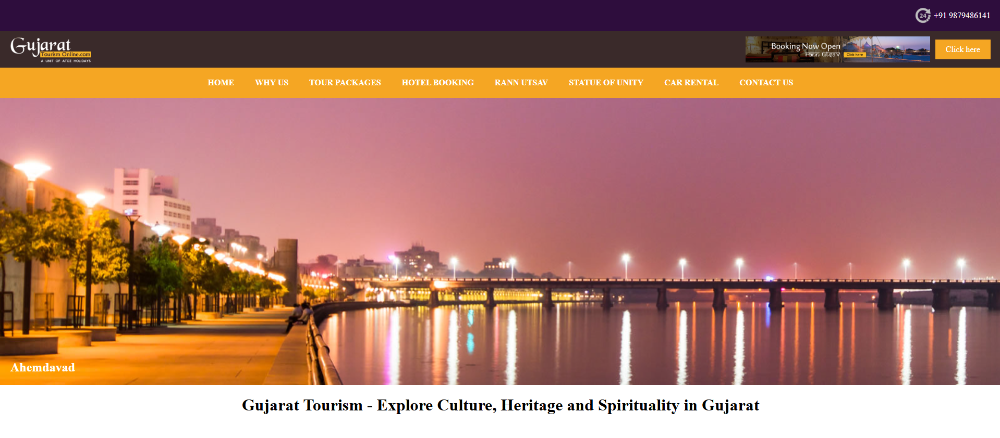 24
+91 9879486141
Gujarat
Tourism Online.com
A UNIT OF ATOZ HOLIDAYS
Booking Now Open
rann utsav
Click here
Click here
HOME WHY US TOUR PACKAGES HOTEL BOOKING RANN UTSAV STATUE OF UNITY CAR RENTAL CONTACT US
Ahemdavad
Gujarat Tourism - Explore Culture, Heritage and Spirituality in Gujarat